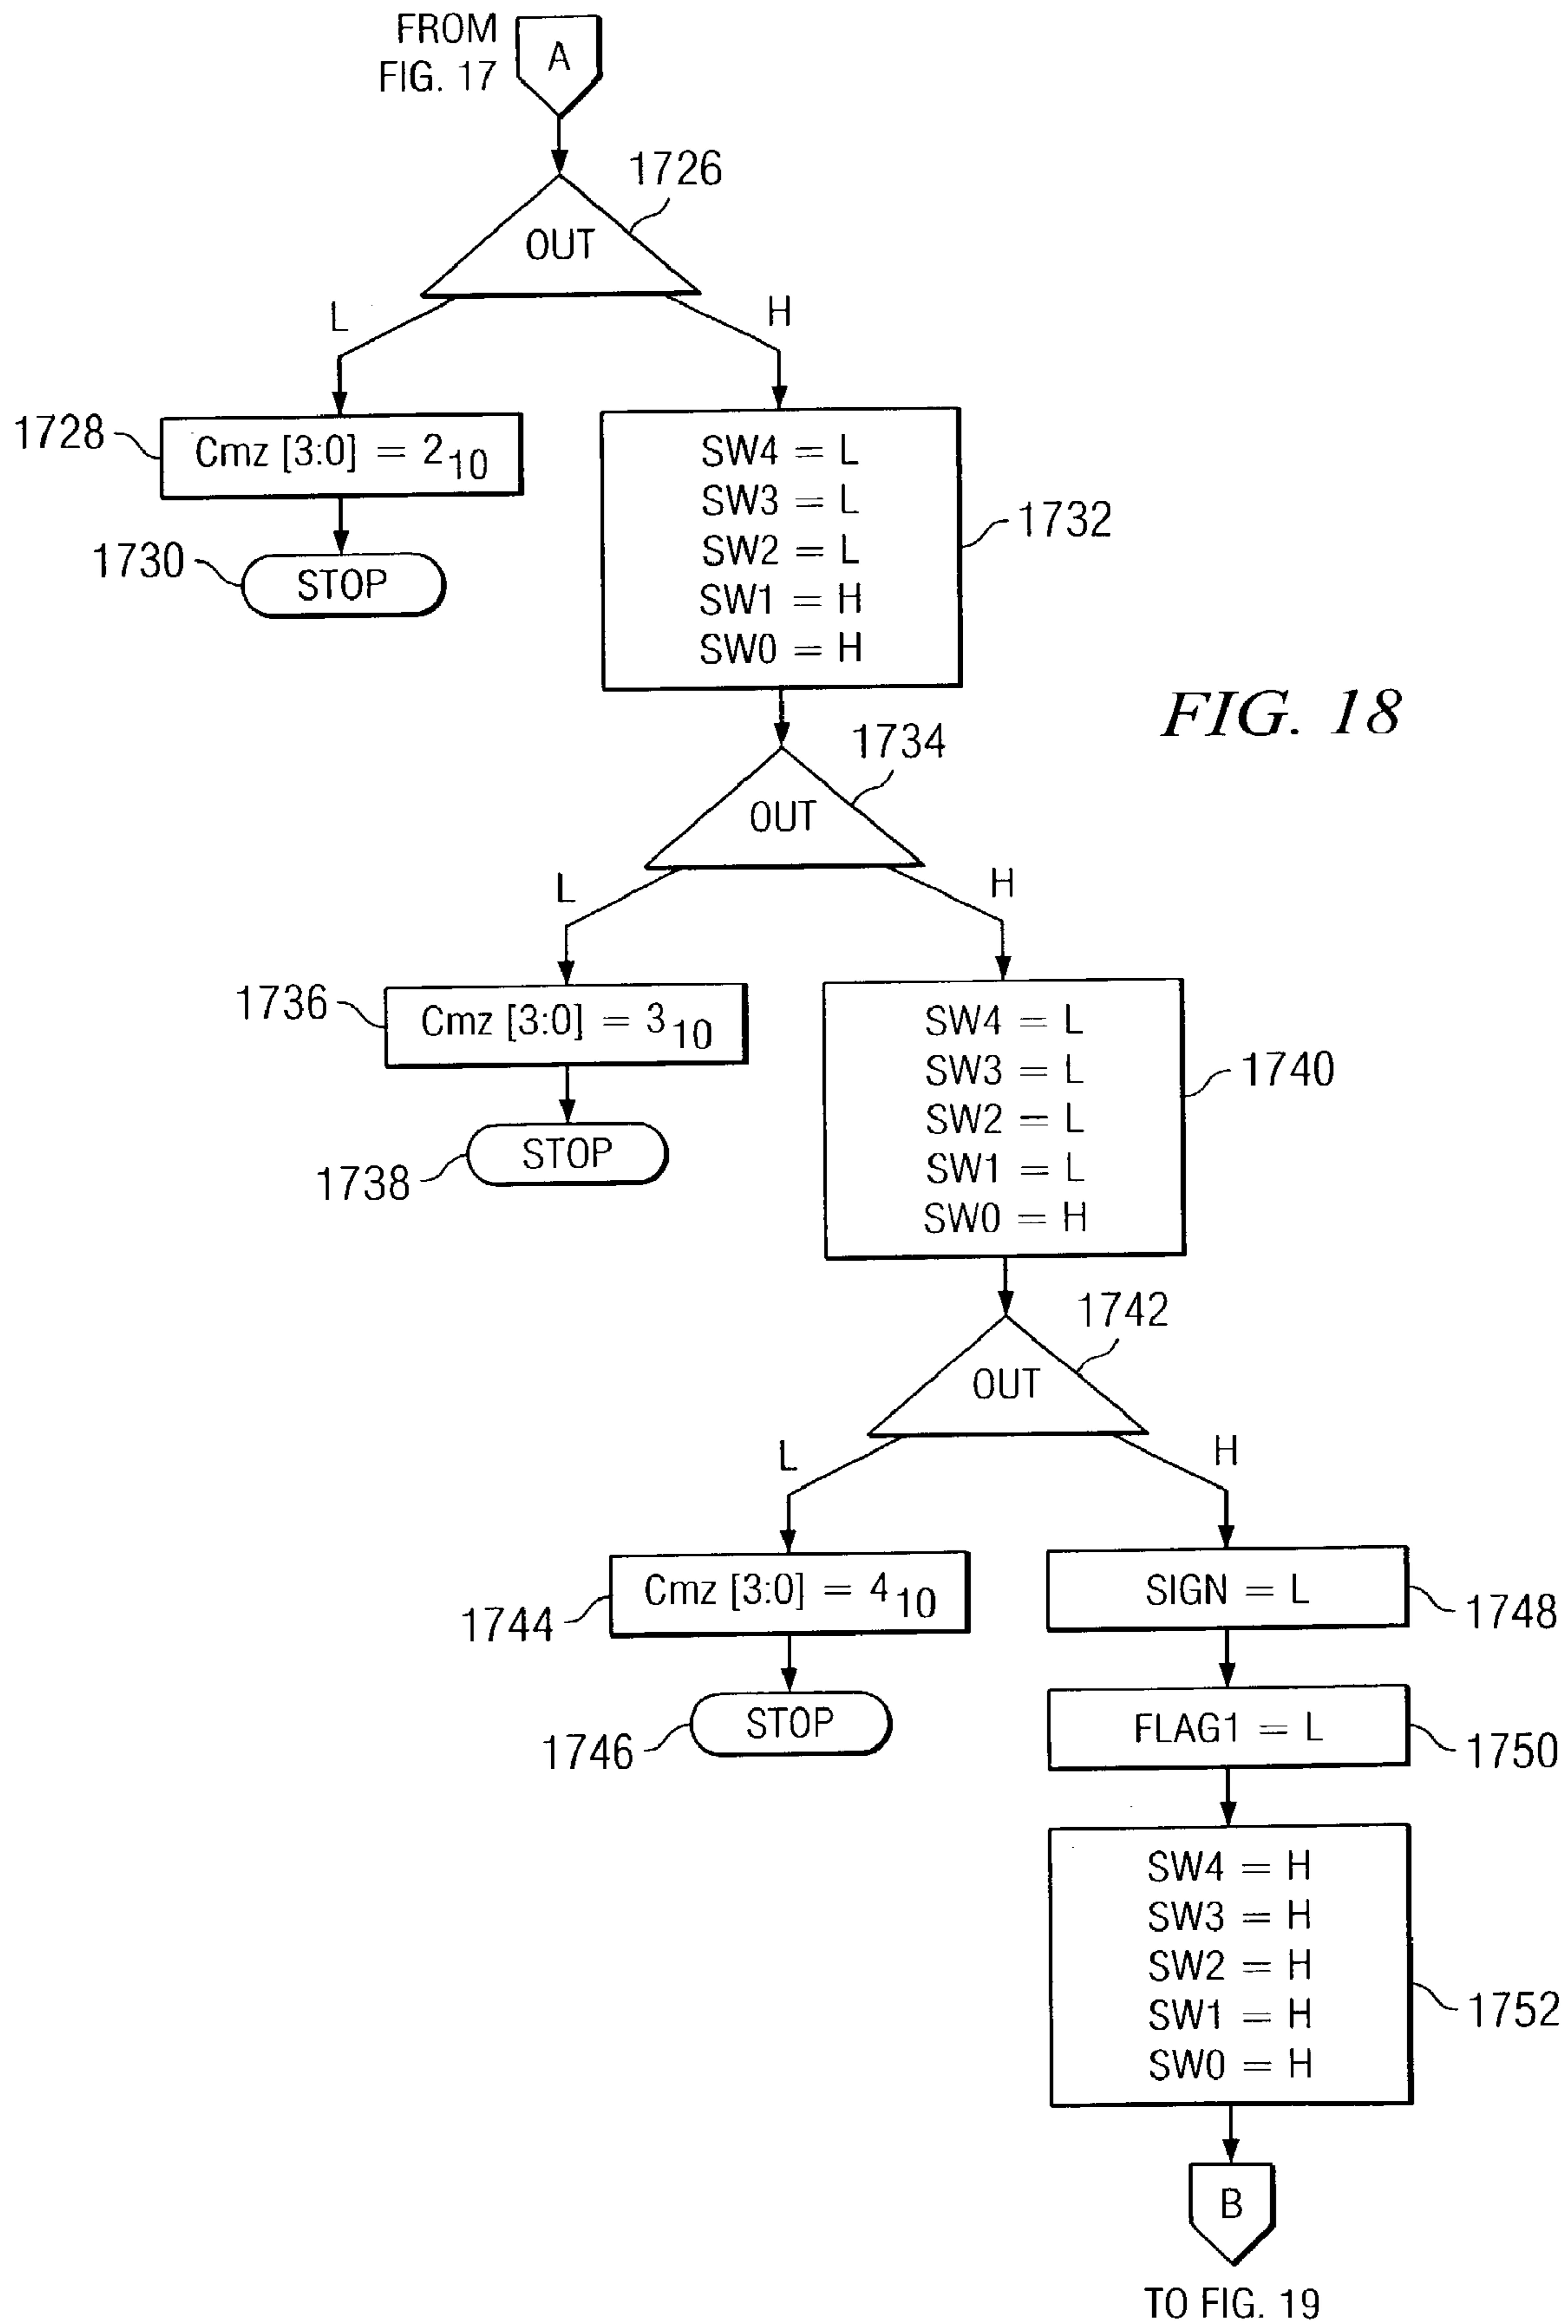 FROM
FIG. 17
A
1726
OUT
L
H
1728
Cmz [3:0] = 2₁₀
1730
STOP
SW4 = L
SW3 = L
SW2 = L
SW1 = H
SW0 = H
1732
FIG. 18
1734
OUT
L
H
1736
Cmz [3:0] = 3₁₀
1738
STOP
SW4 = L
SW3 = L
SW2 = L
SW1 = L
SW0 = H
1740
1742
OUT
L
H
1744
Cmz [3:0] = 4₁₀
1746
STOP
SIGN = L
1748
FLAG1 = L
1750
SW4 = H
SW3 = H
SW2 = H
SW1 = H
SW0 = H
1752
B
TO FIG. 19